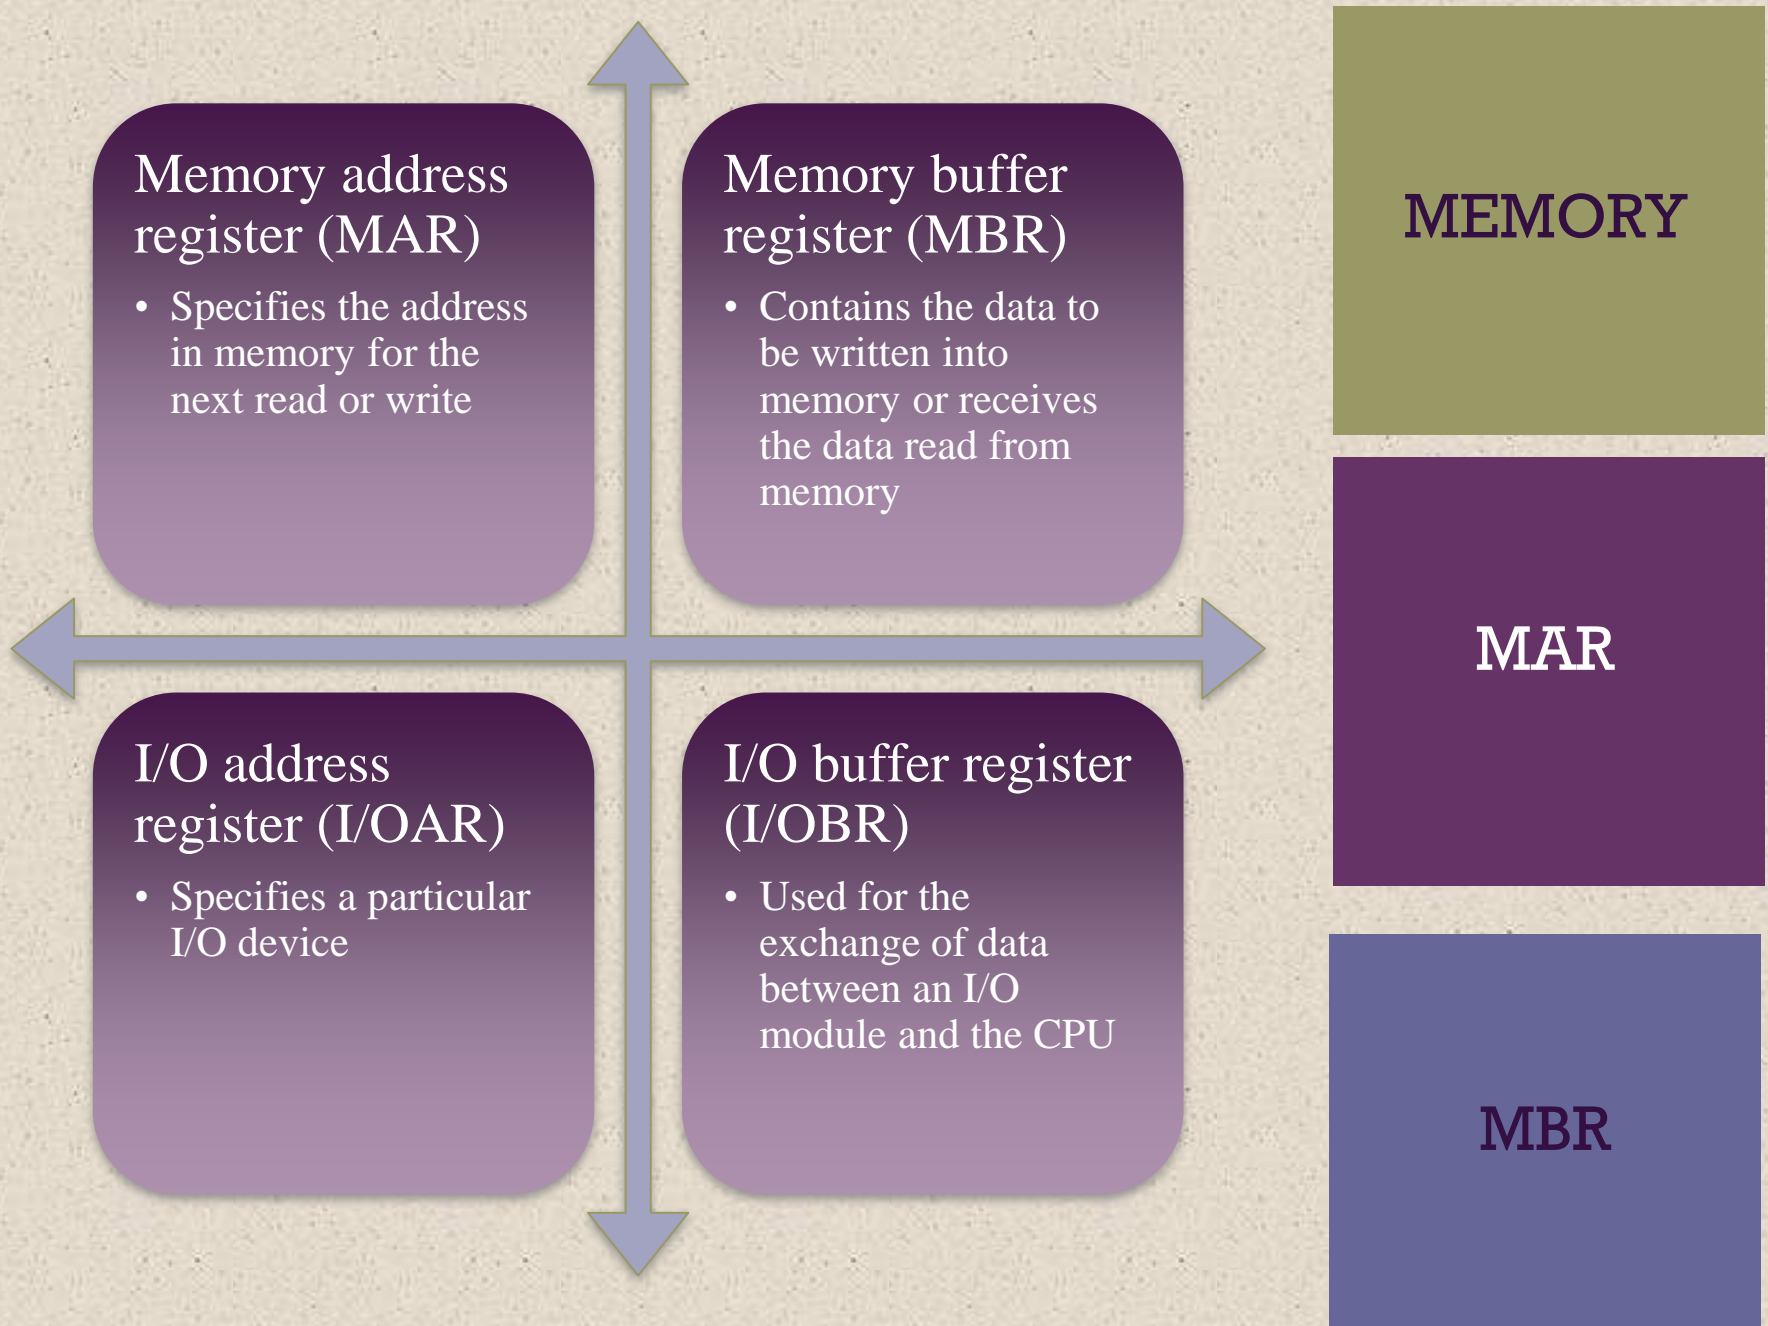 Memory address
register (MAR)
• Specifies the address
in memory for the
next read or write
Memory buffer
register (MBR)
• Contains the data to
be written into
memory or receives
the data read from
memory
I/O address
register (I/OAR)
• Specifies a particular
I/O device
I/O buffer register
(I/OBR)
• Used for the
exchange of data
between an I/O
module and the CPU
MEMORY
MAR
MBR